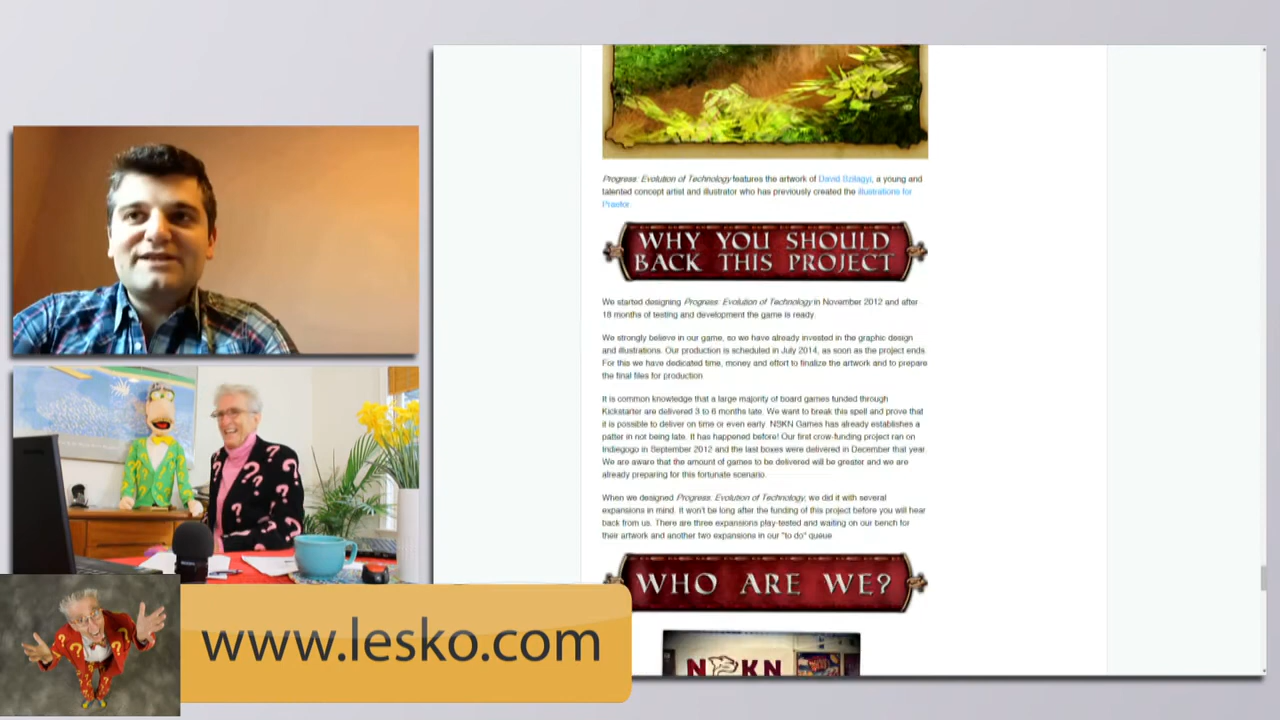 Progress: Evolution of Technology features the artwork of David Szilagyi, a young and
talented concept artist and illustrator who has previously created the illustrations for
Praetor.
WHY YOU SHOULD
BACK THIS PROJECT
We started designing Progress: Evolution of Technology in November 2012 and after
18 months of testing and development the game is ready.
We strongly believe in our game, so we have already invested in the graphic design
and illustrations. Our production is scheduled in July 2014, as soon as the project ends.
For this we have dedicated time, money and effort to finalize the artwork and to prepare
the final files for production
It is common knowledge that a large majority of board games funded through
Kickstarter are delivered 3 to 6 months late. We want to break this spell and prove that
it is possible to deliver on time or even early. NSKN Games has already establishes a
patter in not being late. It has happened before! Our first crow-funding project ran on
Indiegogo in September 2012 and the last boxes were delivered in December that year.
We are aware that the amount of games to be delivered will be greater and we are
already preparing for this fortunate scenario.
When we designed Progress: Evolution of Technology, we did it with several
expansions in mind. It won't be long after the funding of this project before you will hear
back from us. There are three expansions play-tested and waiting on our bench for
their artwork and another two expansions in our "to do" queue
WHO ARE WE?
NSKN
www.lesko.com